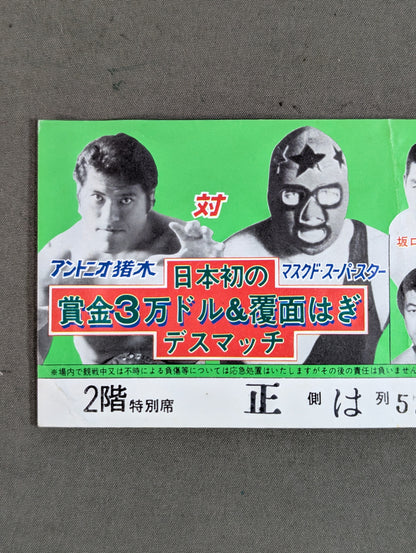 対
アントニオ猪木
マスクド・スーパースター
坂口
日本初の
賞金3万ドル&覆面はぎ
デスマッチ
※場内で観戦中又は不時による負傷等については応急処置はいたしますがその後の責任は負いません
2階特別席 正側は列5